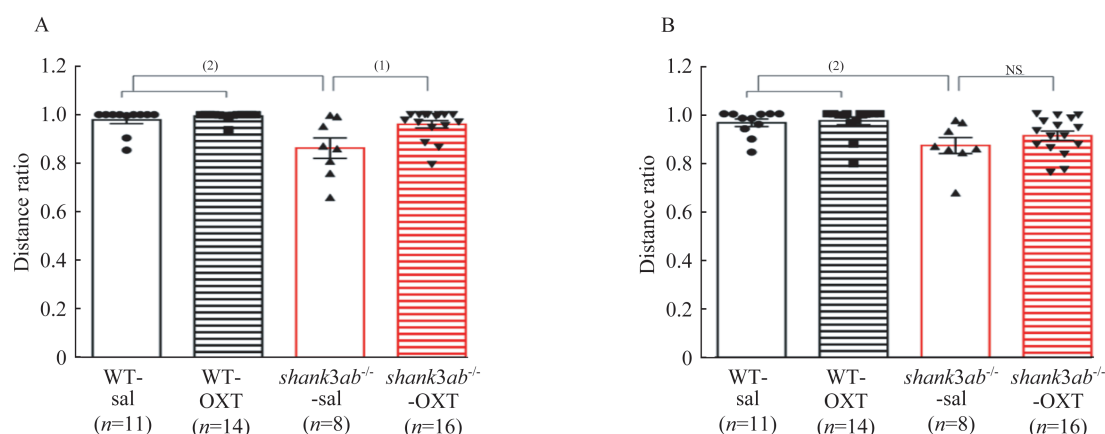 A
(2)
(1)
1.2
1.0
0.8
0.6
0.4
0.2
0
Distance ratio
WT-
sal
(n=11)
WT-
OXT
(n=14)
shank3ab-/-
-sal
(n=8)
shank3ab-/-
-OXT
(n=16)
B
(2)
NS
1.2
1.0
0.8
0.6
0.4
0.2
0
Distance ratio
WT-
sal
(n=11)
WT-
OXT
(n=14)
shank3ab-/-
-sal
(n=8)
shank3ab-/-
-OXT
(n=16)